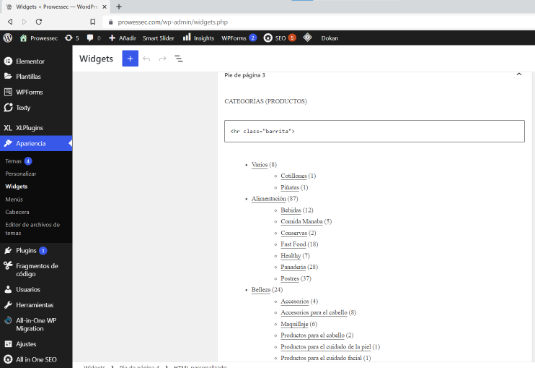 Widgets « Prowessec — WordPr
prowessec.com/wp-admin/widgets.php
Prowessec 5 0 Añadir Smart Slider Insights WPForms 2 SEO Dokan
Elementor
Plantillas
WPForms
Texty
XL XLPlugins
Apariencia
Temas 4
Personalizar
Widgets
Menús
Cabecera
Editor de archivos de
temas
Plugins 1
Fragmentos de
código
Usuarios
Herramientas
All-in-One WP
Migration
Ajustes
All in One SEO
Widgets
Pie de página 3
CATEGORIAS (PRODUCTOS)
<hr class="barrita">
Varios (8)
Cotillones (1)
Piñatas (1)
Alimentación (87)
Bebidas (12)
Comida Manaba (5)
Conservas (2)
Fast Food (18)
Healthy (7)
Panadería (28)
Postres (37)
Belleza (24)
Accesorios (4)
Accesorios para el cabello (8)
Maquillaje (6)
Productos para el cabello (2)
Productos para el cuidado de la piel (1)
Productos para el cuidado facial (1)
Widgets > Pie de página 4 > HTML personalizado